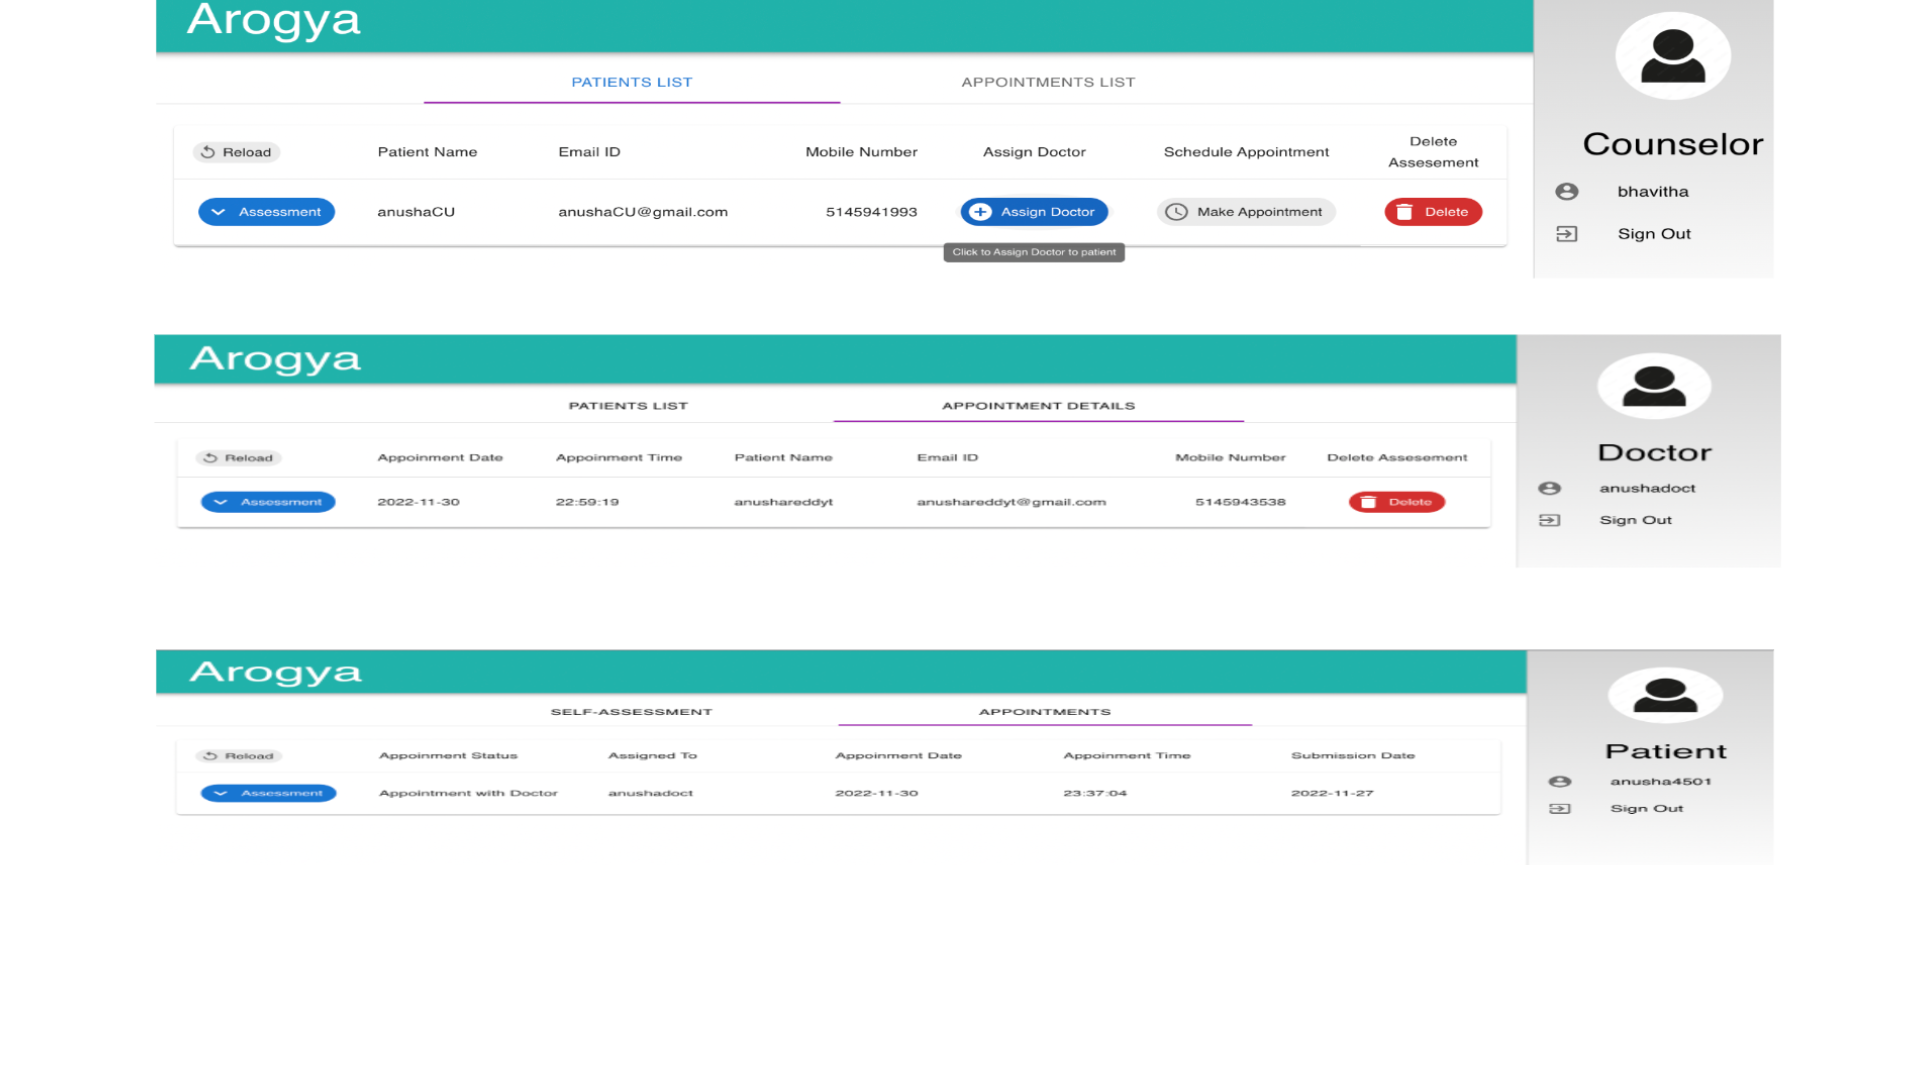 Arogya
PATIENTS LIST APPOINTMENTS LIST
Reload Patient Name Email ID Mobile Number Assign Doctor Schedule Appointment Delete Assesement
Assessment anushaCU anushaCU@gmail.com 5145941993 Assign Doctor Make Appointment Delete
Click to Assign Doctor to patient
Counselor
bhavitha
Sign Out
Arogya
PATIENTS LIST APPOINTMENT DETAILS
Reload Appoinment Date Appoinment Time Patient Name Email ID Mobile Number Delete Assesement
Assessment 2022-11-30 22:59:19 anushareddyt anushareddyt@gmail.com 5145943538 Delete
Doctor
anushadoct
Sign Out
Arogya
SELF-ASSESSMENT APPOINTMENTS
Reload Appoinment Status Assigned To Appoinment Date Appoinment Time Submission Date
Assessment Appointment with Doctor anushadoct 2022-11-30 23:37:04 2022-11-27
Patient
anusha4501
Sign Out